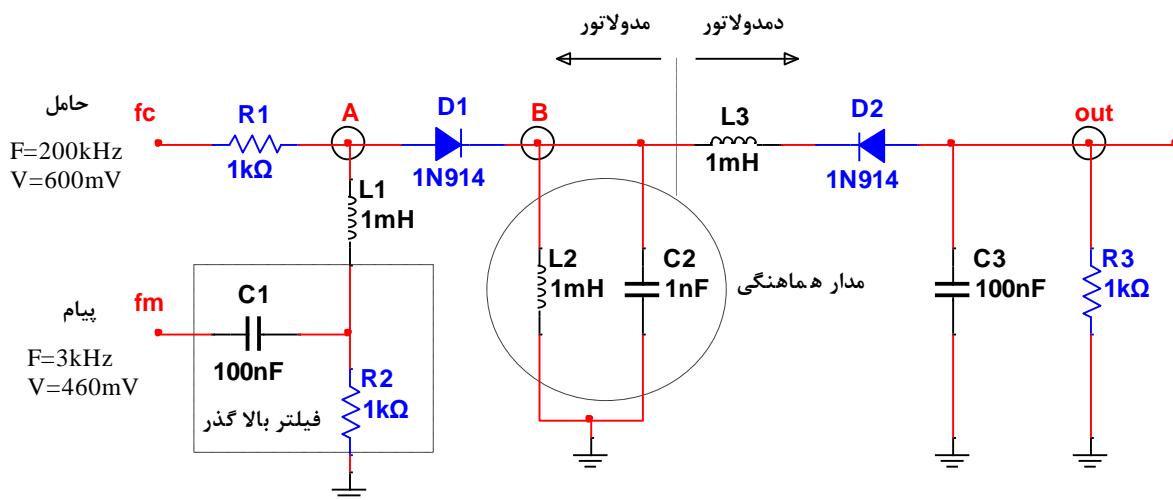 مدولاتور
دمدولاتور
حامل
fc
F=200kHz
V=600mV
R1
1kΩ
A
D1
1N914
B
L3
1mH
D2
1N914
out
L1
1mH
L2
1mH
C2
1nF
مدار هماهنگی
C3
100nF
R3
1kΩ
پیام
fm
F=3kHz
V=460mV
C1
100nF
R2
1kΩ
فیلتر بالا گذر